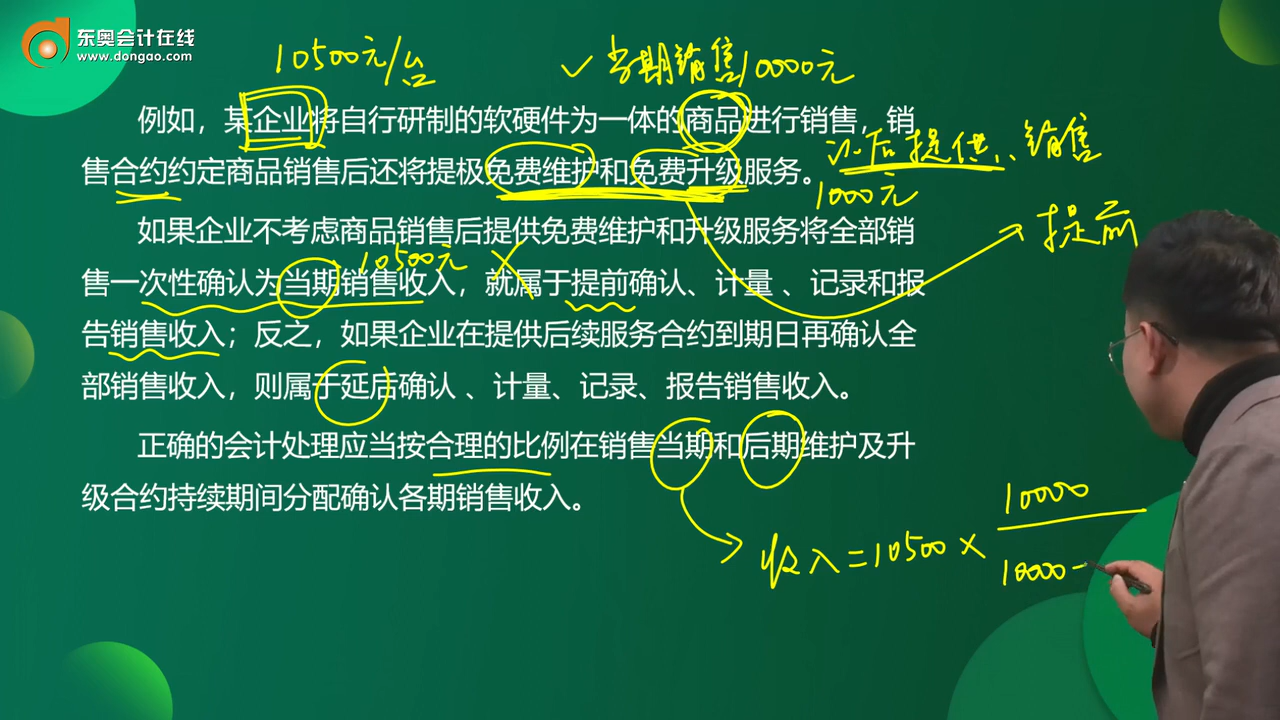 东奥会计在线
www.dongao.com
10500元/台
✓当期销售10000元
例如，某企业将自行研制的软硬件为一体的商品进行销售，销
售合约约定商品销售后还将提极免费维护和免费升级服务。
以后提供..销售
1000元
提前
如果企业不考虑商品销售后提供免费维护和升级服务将全部销
10500元
售一次性确认为当期销售收入，就属于提前确认、计量 、记录和报
告销售收入；反之，如果企业在提供后续服务合约到期日再确认全
部销售收入，则属于延后确认 、计量、记录、报告销售收入。
正确的会计处理应当按合理的比例在销售当期和后期维护及升
级合约持续期间分配确认各期销售收入。
收入=10500×
10000
10000